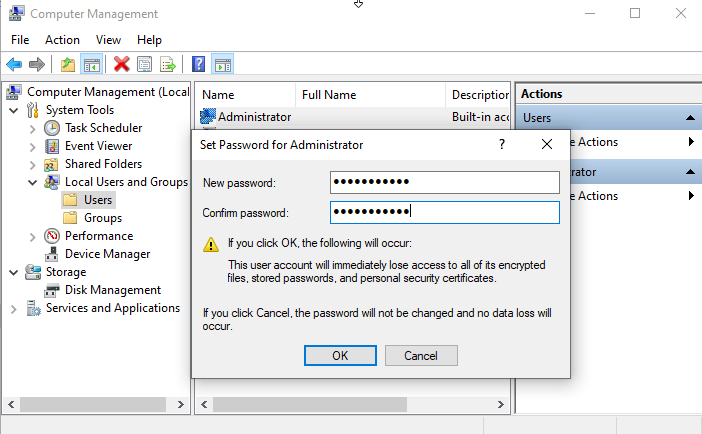 Computer Management
File Action View Help
Computer Management (Local
System Tools
Task Scheduler
Event Viewer
Shared Folders
Local Users and Groups
Users
Groups
Performance
Device Manager
Storage
Disk Management
Services and Applications
Name Full Name Description
Administrator Built-in acc
Actions
Users
e Actions
rator
e Actions
Set Password for Administrator
?
New password: ●●●●●●●●●●●
Confirm password: ●●●●●●●●●●●
If you click OK, the following will occur:
This user account will immediately lose access to all of its encrypted
files, stored passwords, and personal security certificates.
If you click Cancel, the password will not be changed and no data loss will
occur.
OK Cancel